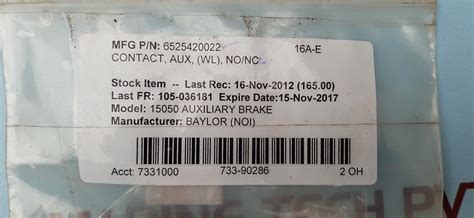 MFG P/N: 6525420022 16A-E
CONTACT, AUX, (WL), NO/NC
Stock Item -- Last Rec: 16-Nov-2012 (165.00)
Last FR: 105-036181 Expire Date:15-Nov-2017
Model: 15050 AUXILIARY BRAKE
Manufacturer: BAYLOR (NOI)
Acct: 7331000 733-90286 2 OH